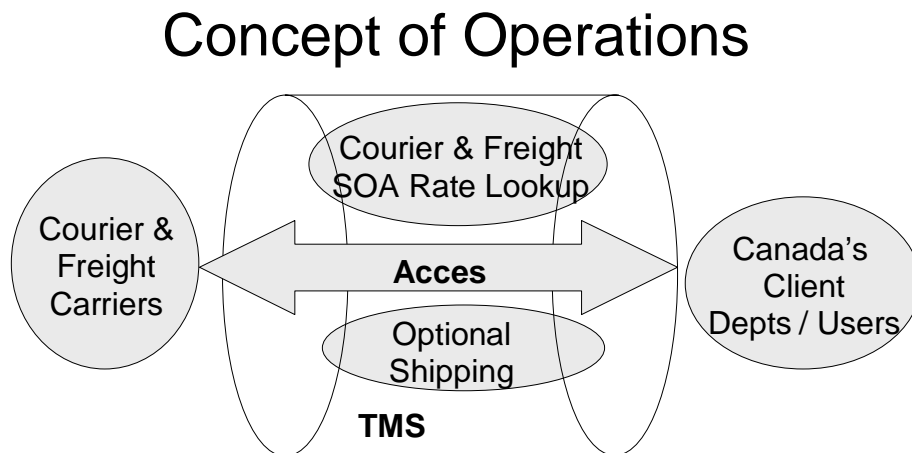 Concept of Operations
Courier & Freight
SOA Rate Lookup
Courier &
Freight
Carriers
Acces
Canada's
Client
Depts / Users
Optional
Shipping
TMS